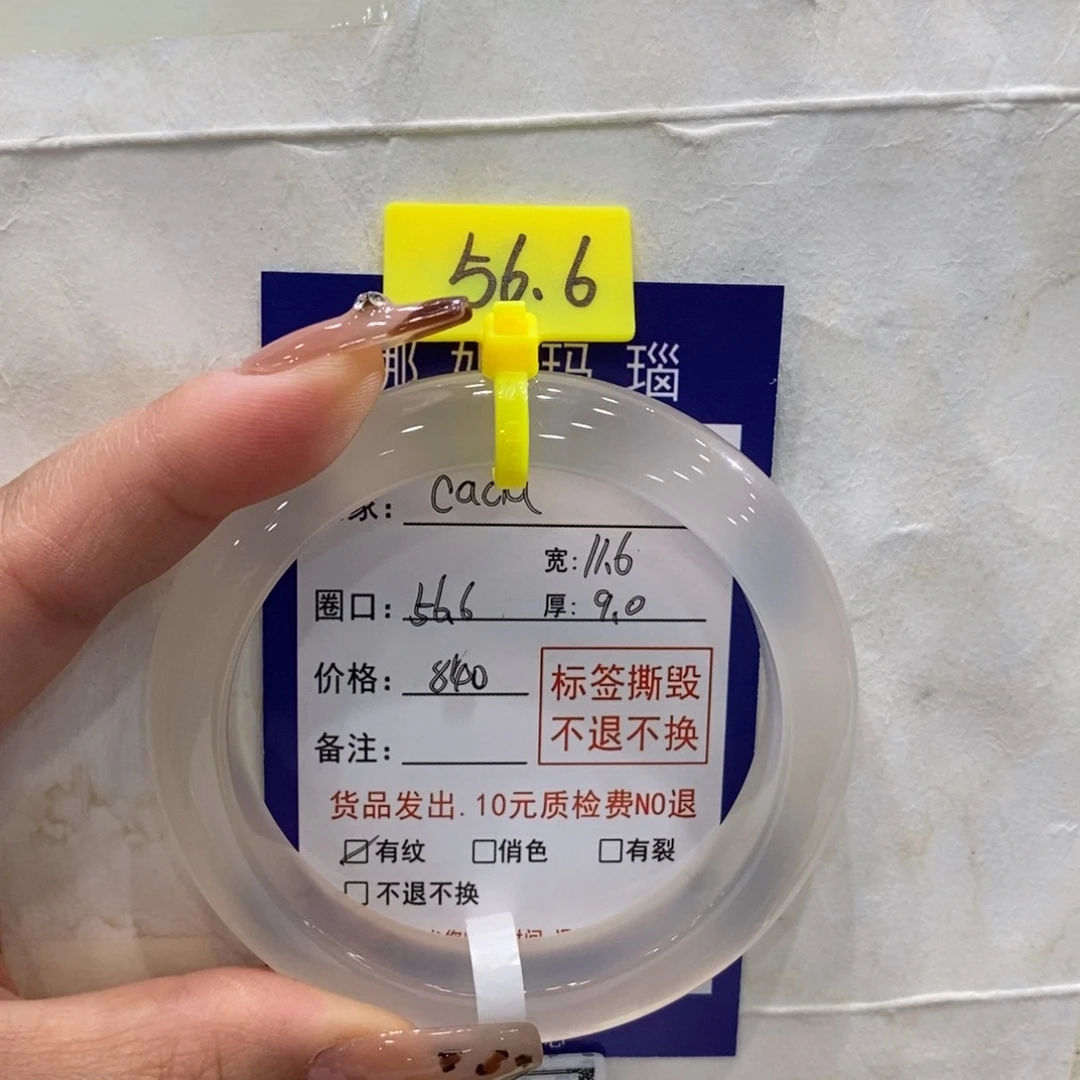 56.6
玛瑙
家:
宽: 11.6
圈口: 56.6 厚: 9.0
价格: 840
标签撕毁
不退不换
备注:
货品发出.10元质检费NO退
有纹 俏色 有裂
不退不换